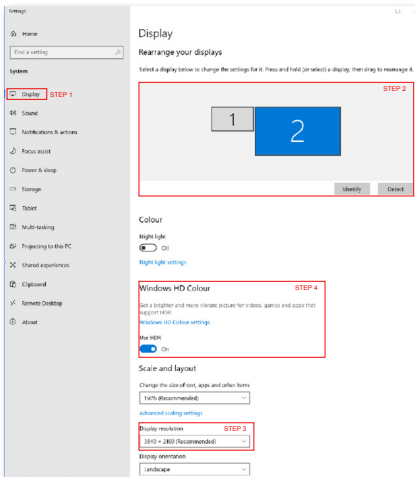 Settings
Home
Find a setting
System
Display STEP 1
Sound
Notifications & actions
Focus assist
Power & sleep
Storage
Tablet
Multi-tasking
Projecting to this PC
Shared experiences
Clipboard
Remote Desktop
About
Display
Rearrange your displays
Select a display below to change the settings for it. Press and hold (or select) a display, then drag to rearrange it.
STEP 2
1
2
Identify Detect
Colour
Night light
Off
Night light settings
Windows HD Colour STEP 4
Get a brighter and more vibrant picture for videos, games and apps that
support HDR
Windows HD Colour settings
Use HDR
On
Scale and layout
Change the size of text, apps and other items
(Recommended)
Advanced scaling settings
Display resolution STEP 3
3840 × 2160 (Recommended)
Display orientation
Landscape